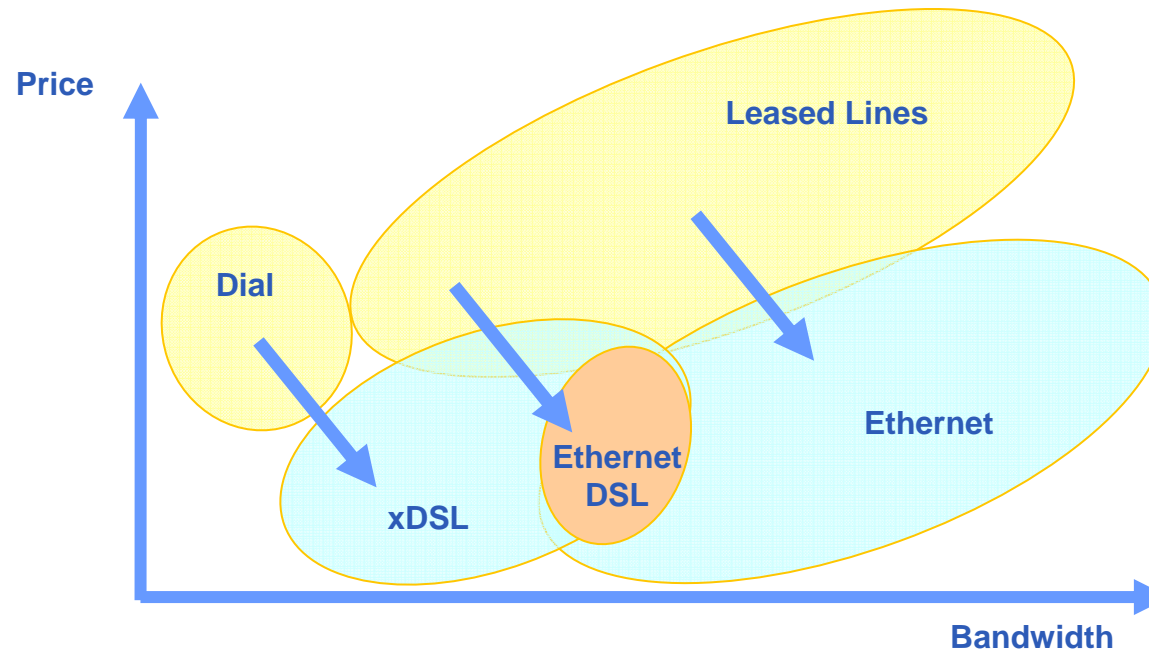 Price
Leased Lines
Dial
Ethernet
Ethernet
DSL
xDSL
Bandwidth